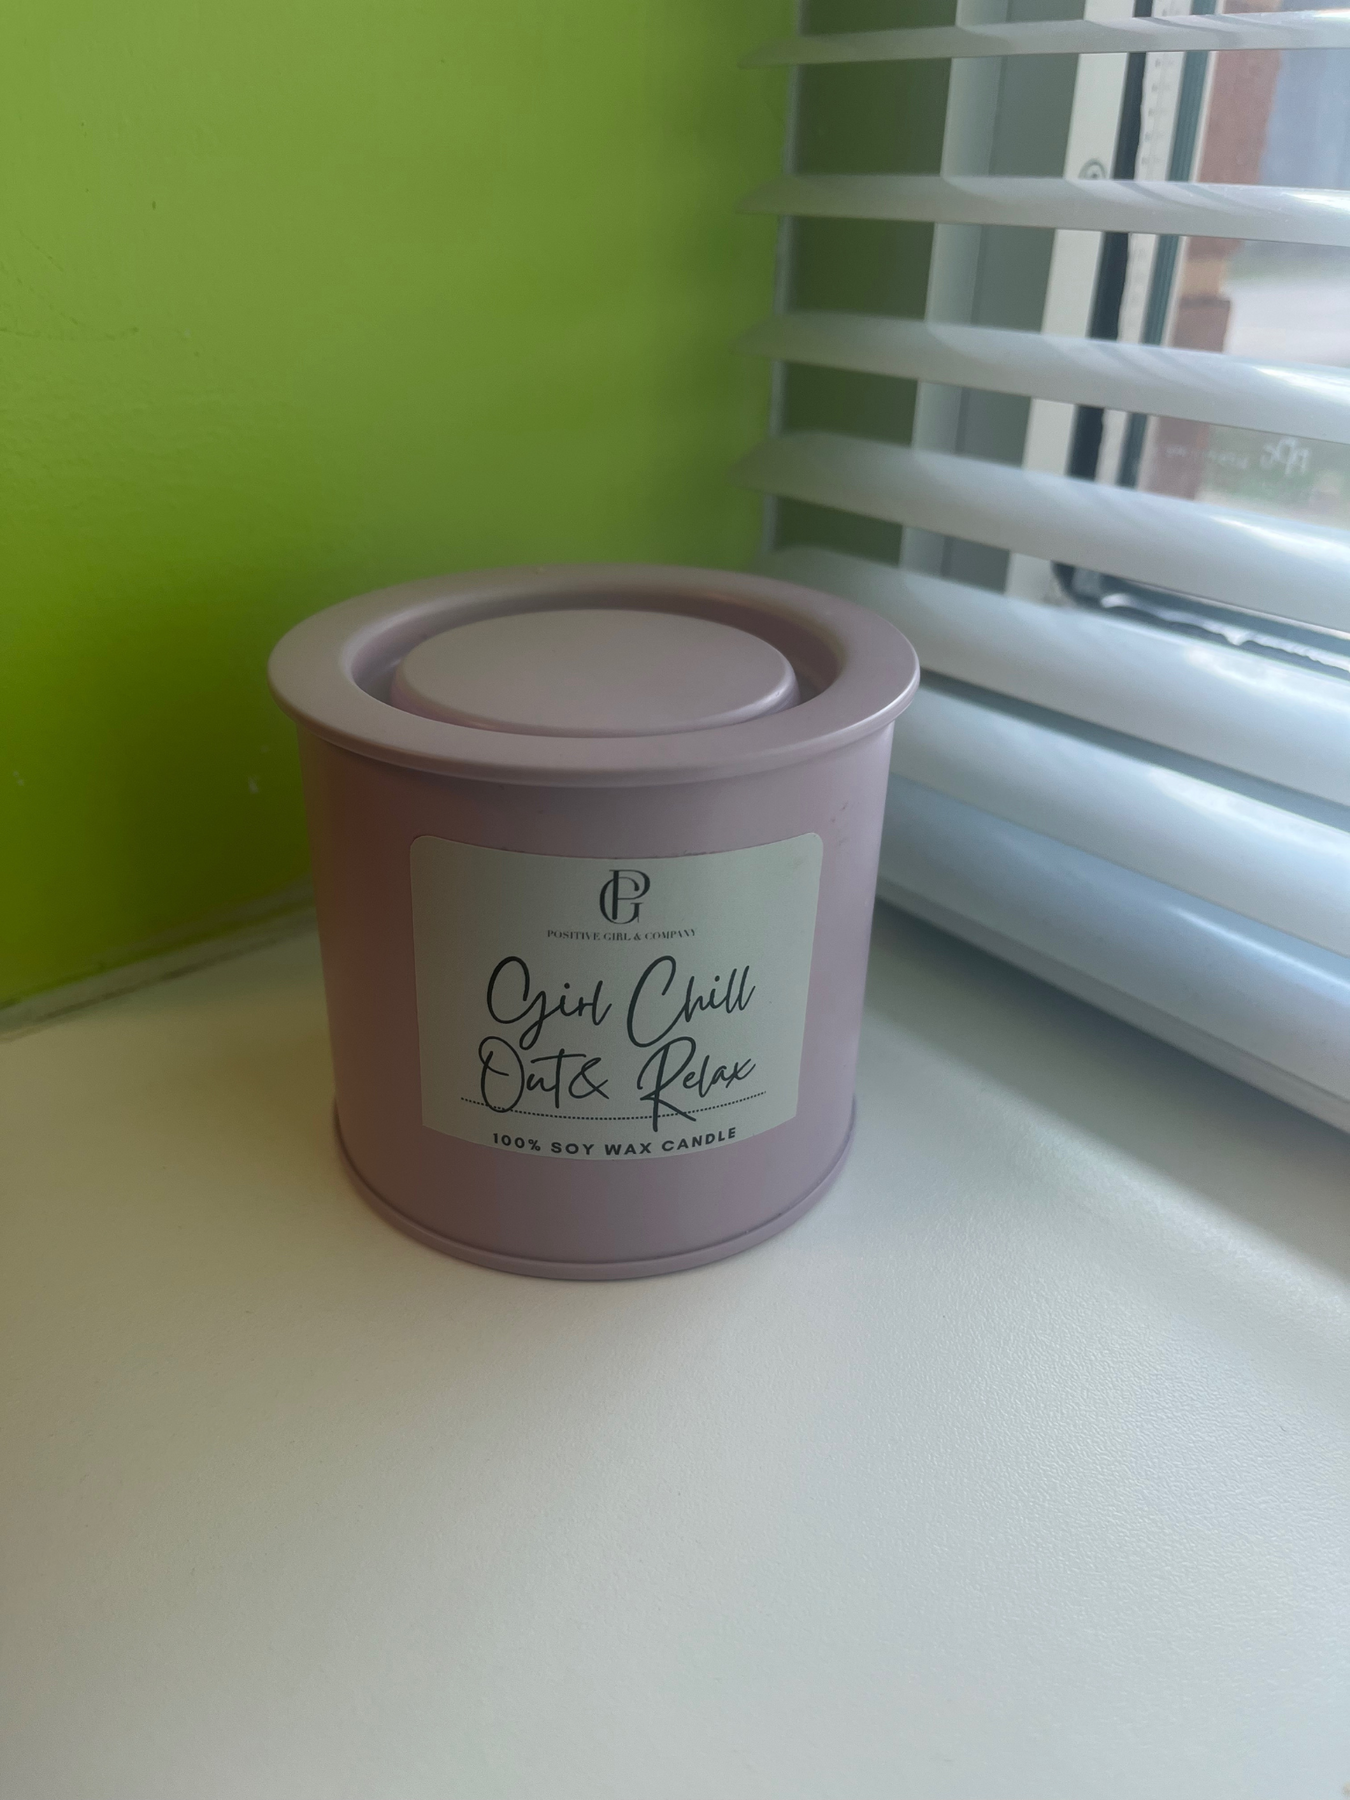 PG
POSITIVE GIRL & COMPANY
Girl Chill
Out& Relax
100% SOY WAX CANDLE